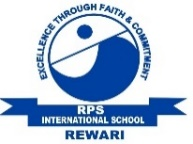 EXCELLENCE THROUGH FAITH & COMMITMENT
RPS
INTERNATIONAL SCHOOL
REWARI